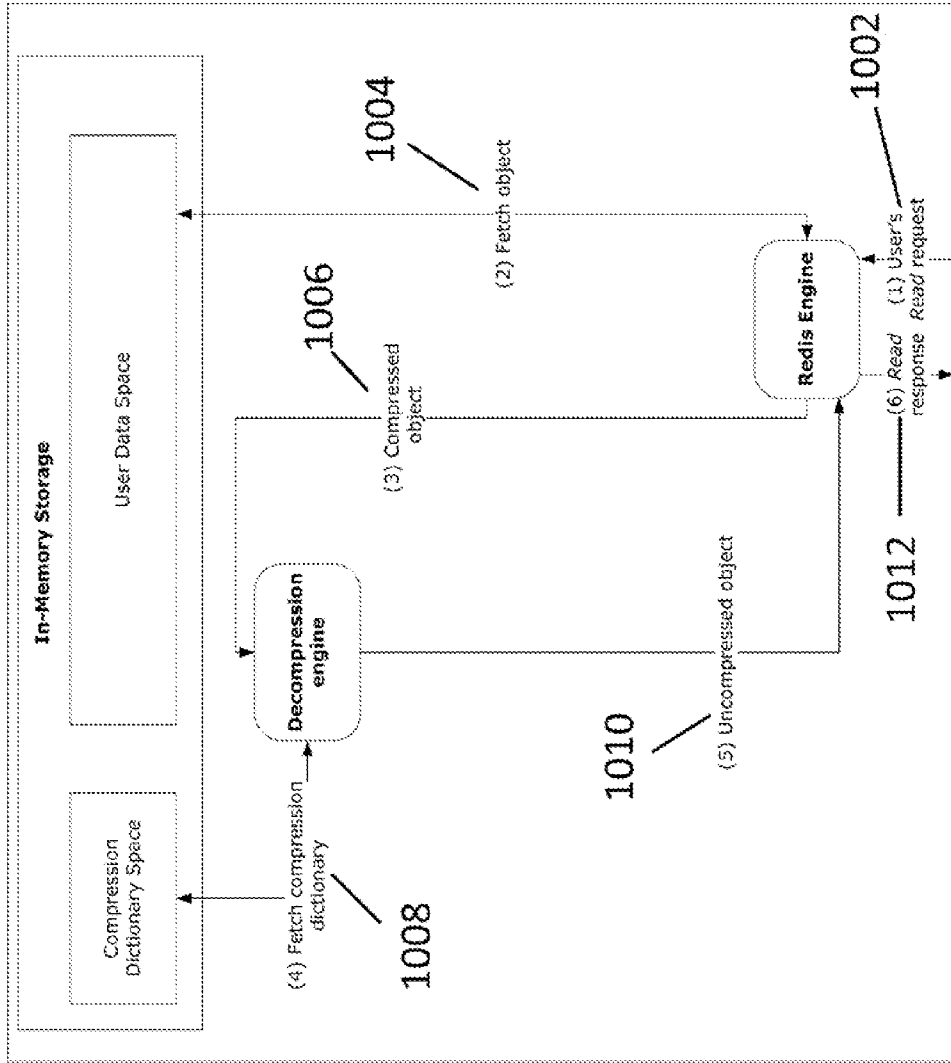 In-Memory Storage
Compression
Dictionary Space
User Data Space
(4) Fetch compression
dictionary
1008
Decompression
engine
(3) Compressed
object
1006
(2) Fetch object
1004
(5) Uncompressed object
1010
Redis Engine
(6) Read
response
1012
(1) User's
Read request
1002